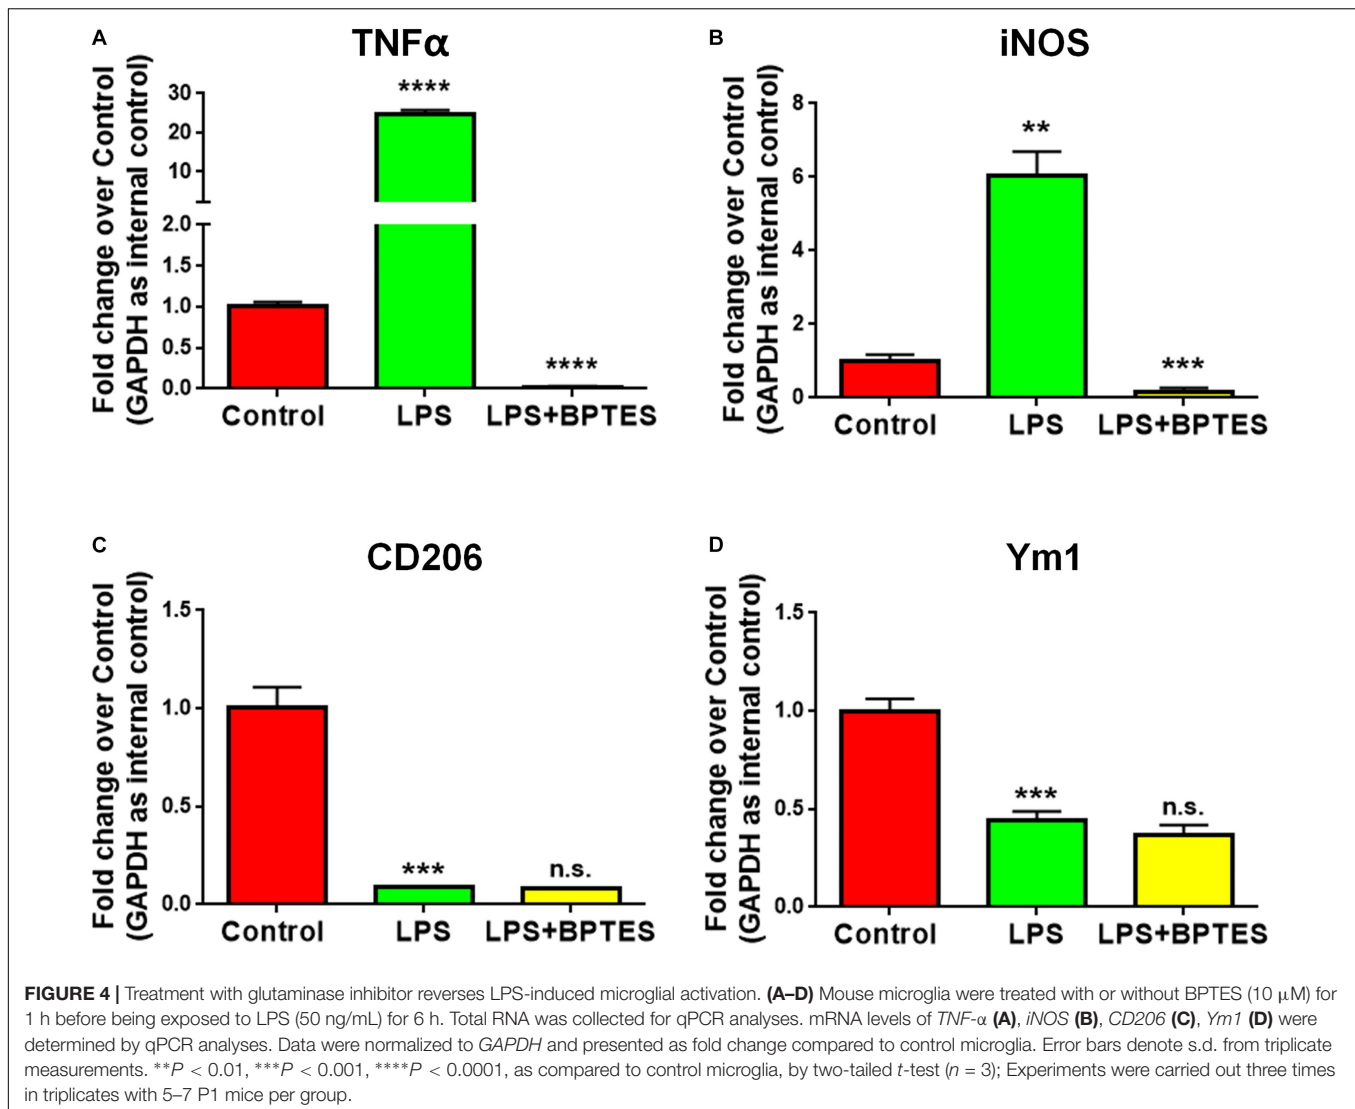 A
TNFα
Fold change over Control
(GAPDH as internal control)
30
20
10
2.0
1.5
1.0
0.5
0.0
****
****
Control
LPS
LPS+BPTES
B
iNOS
Fold change over Control
(GAPDH as internal control)
8
6
4
2
0
**
***
Control
LPS
LPS+BPTES
C
CD206
Fold change over Control
(GAPDH as internal control)
1.5
1.0
0.5
0.0
***
n.s.
Control
LPS
LPS+BPTES
D
Ym1
Fold change over Control
(GAPDH as internal control)
1.5
1.0
0.5
0.0
***
n.s.
Control
LPS
LPS+BPTES
FIGURE 4 | Treatment with glutaminase inhibitor reverses LPS-induced microglial activation. (A–D) Mouse microglia were treated with or without BPTES (10 μM) for
1 h before being exposed to LPS (50 ng/mL) for 6 h. Total RNA was collected for qPCR analyses. mRNA levels of TNF-α (A), iNOS (B), CD206 (C), Ym1 (D) were
determined by qPCR analyses. Data were normalized to GAPDH and presented as fold change compared to control microglia. Error bars denote s.d. from triplicate
measurements. **P < 0.01, ***P < 0.001, ****P < 0.0001, as compared to control microglia, by two-tailed t-test (n = 3); Experiments were carried out three times
in triplicates with 5–7 P1 mice per group.